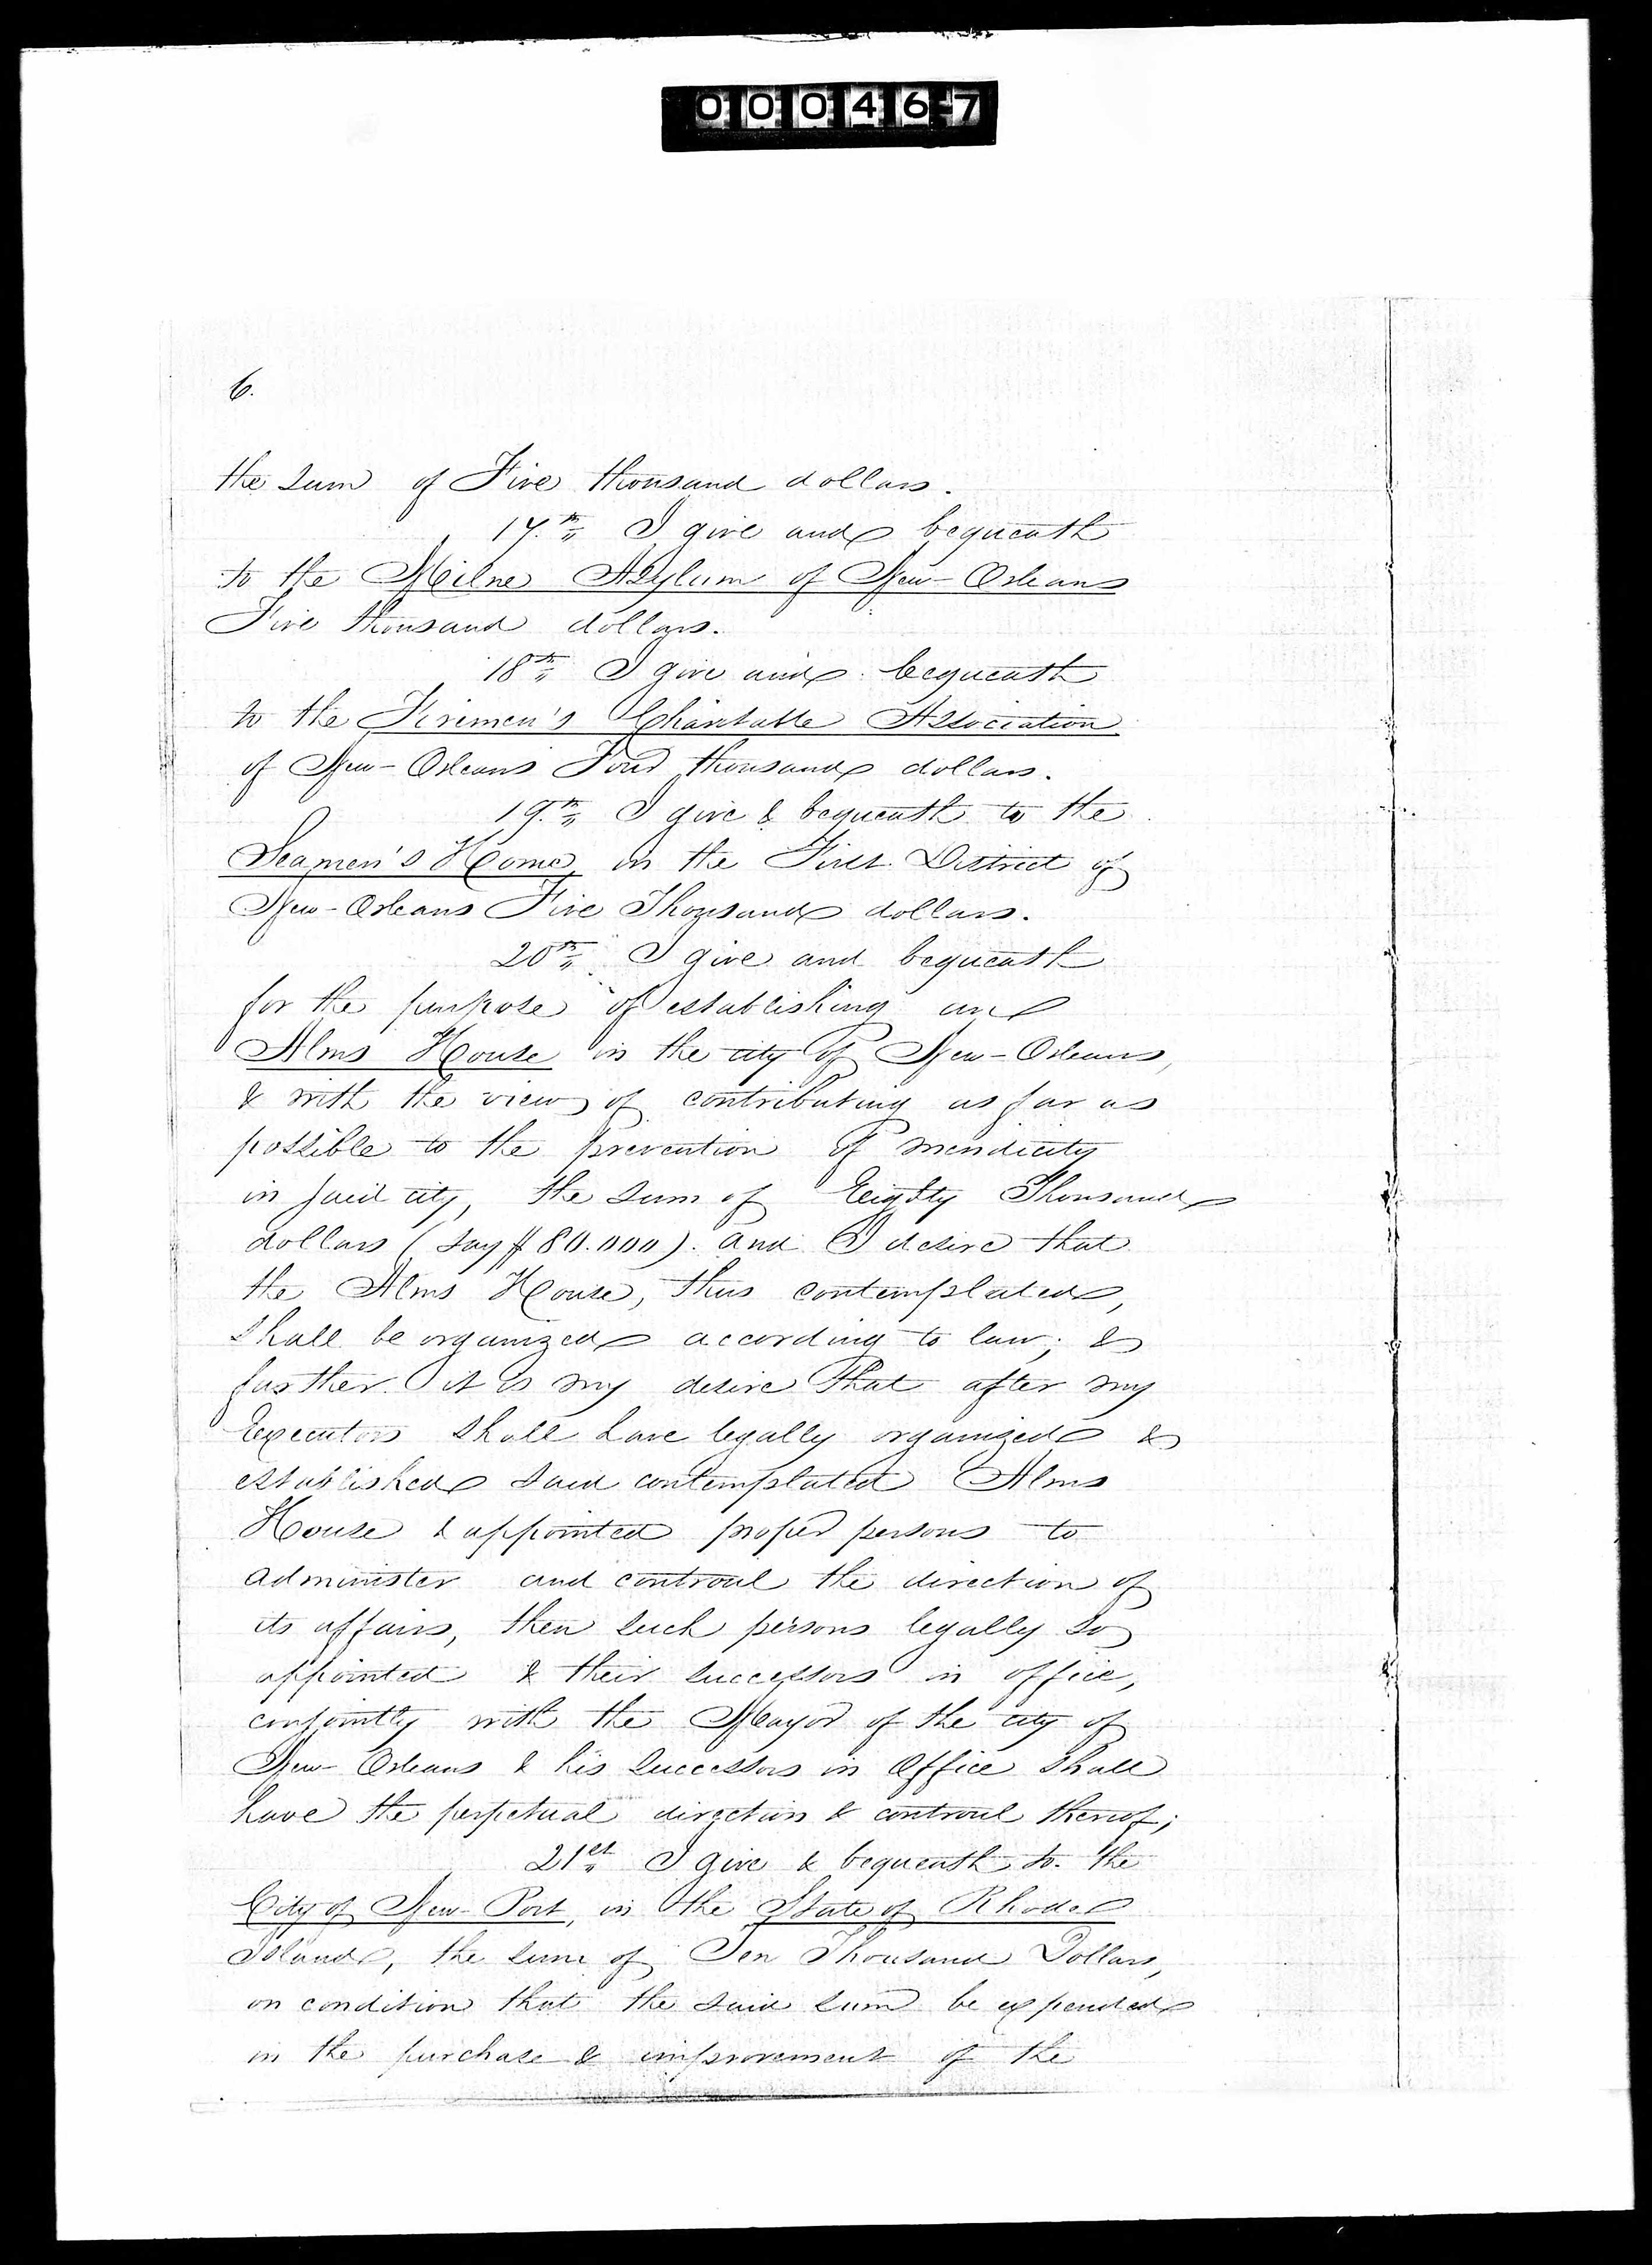 000467
6.
the sum of Five thousand dollars.
17.th I give and bequeath
to the Milne Asylum of New-Orleans
Five thousand dollars.
18th I give and bequeath
to the Firemen's Charitable Association
of New-Orleans Four thousand dollars.
19.th I give & bequeath to the
Seamen's Home, in the First District of
New-Orleans Five Thousand dollars.
20th I give and bequeath
for the purpose of establishing an
Alms House in the city of New-Orleans,
& with the view of contributing as far as
possible to the prevention of mendicity
in said city, the sum of Eighty Thousand
dollars (say $80.000). and I desire that
the Alms House, thus contemplated,
shall be organized according to law; &
further it is my desire that after my
Executors shall have legally organized &
established said contemplated Alms
House & appointed proper persons to
administer and controul the direction of
its affairs, then such persons legally so
appointed & their successors in office,
conjointly with the Mayor of the city of
New-Orleans & his successors in Office shall
have the perpetual direction & controul thereof;
21st I give & bequeath to the
City of New-Port, in the State of Rhode
Island, the sum of Ten Thousand Dollars,
on condition that the said sum be expended
in the purchase & improvement of the